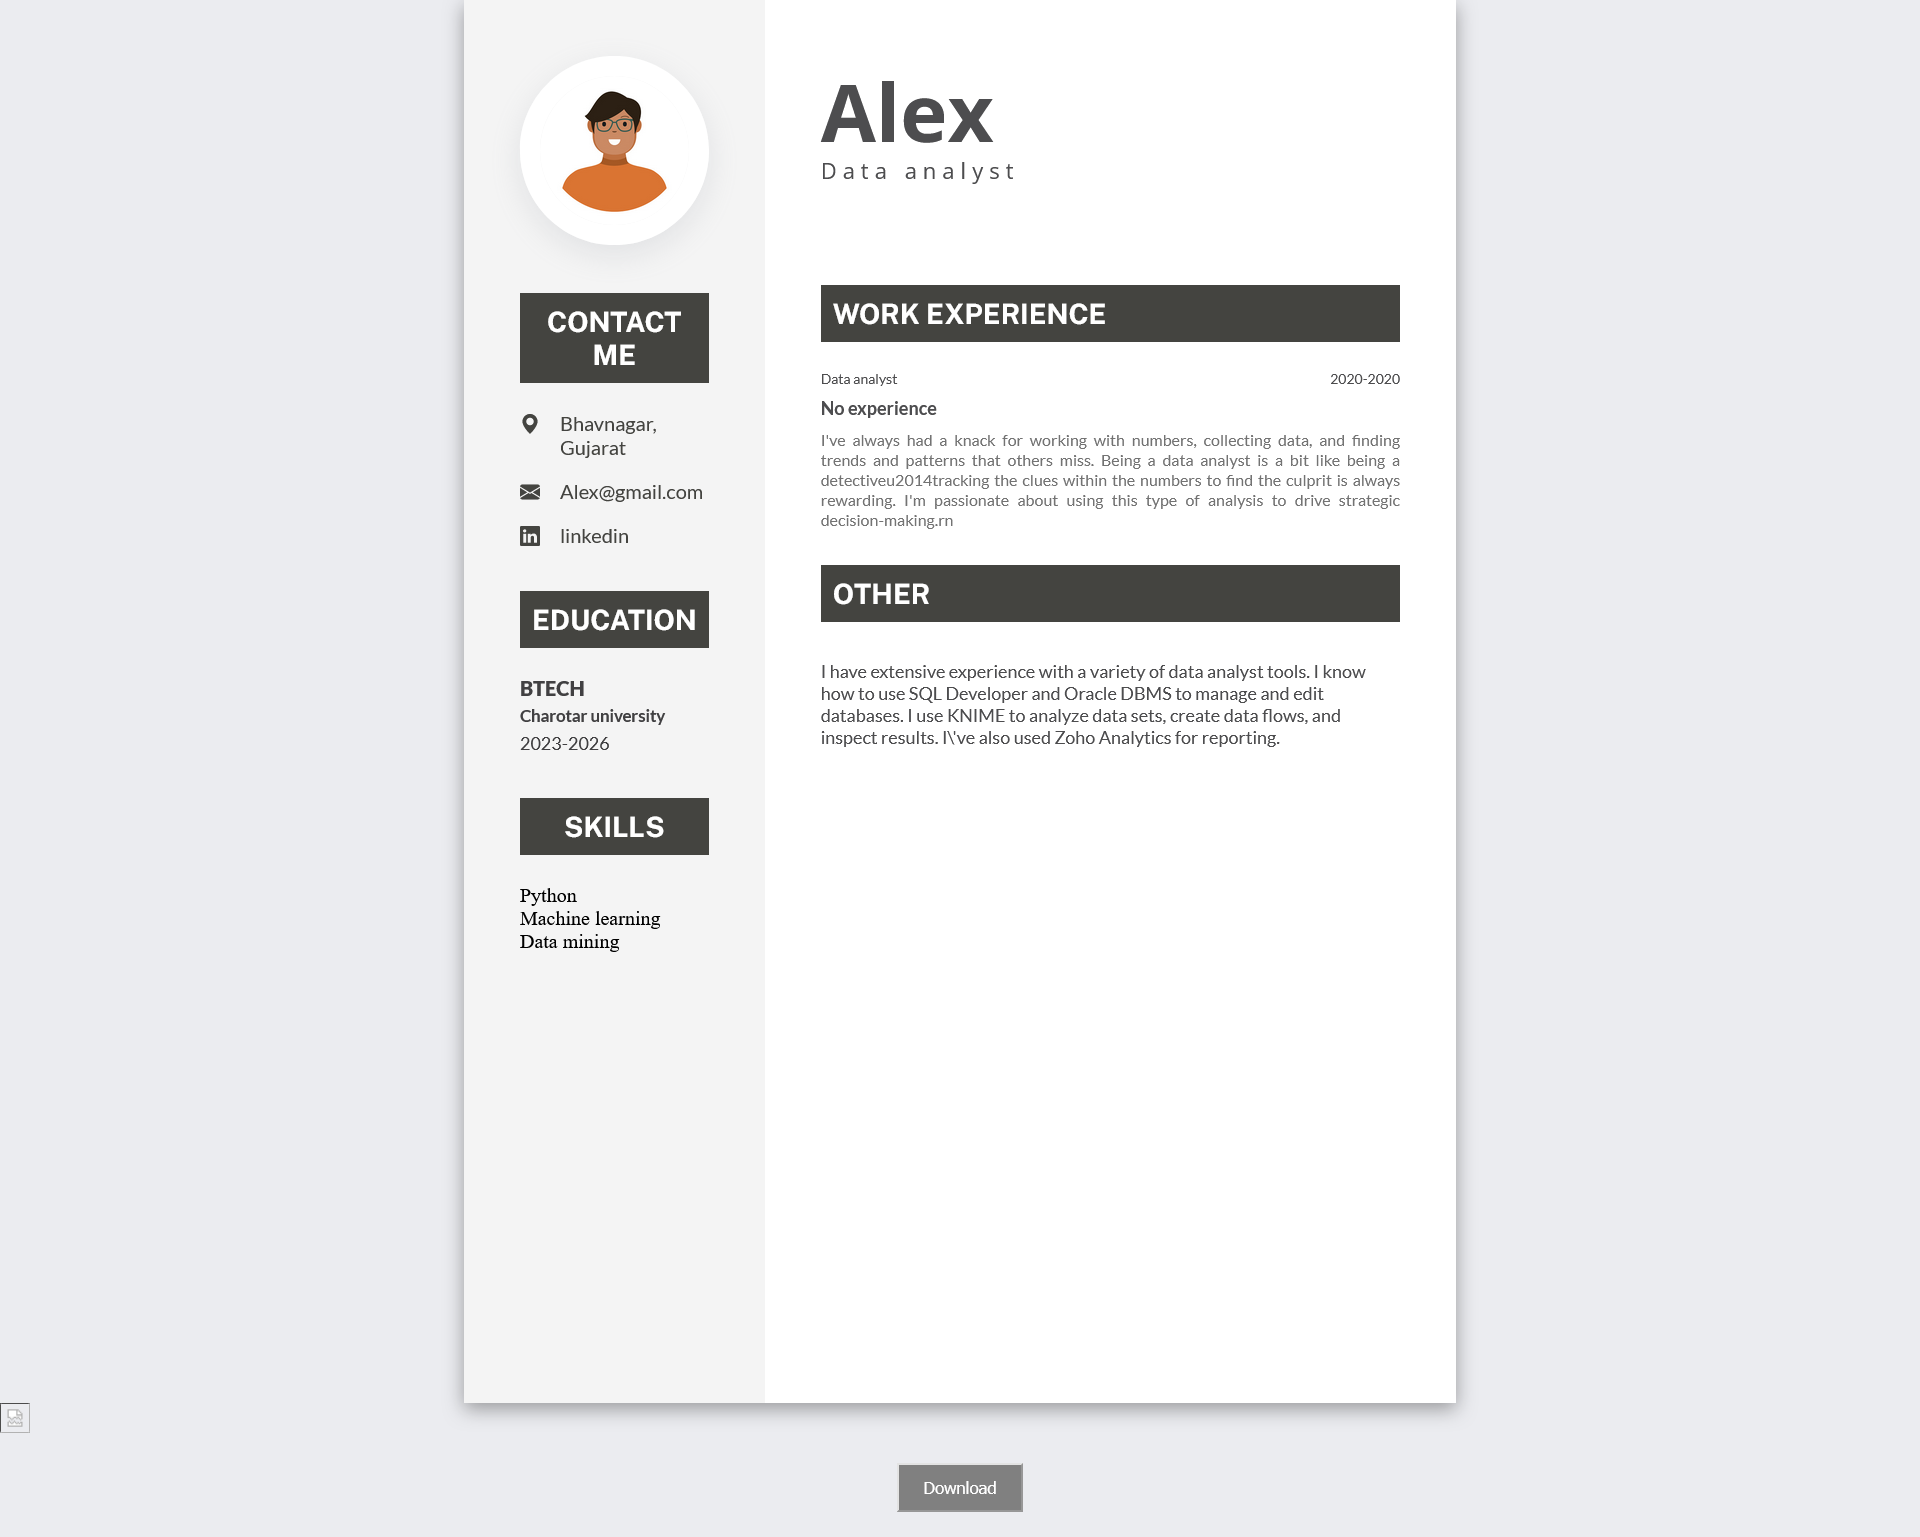 Alex
Data analyst
CONTACT
ME
Bhavnagar,
Gujarat
Alex@gmail.com
linkedin
EDUCATION
BTECH
Charotar university
2023-2026
SKILLS
Python
Machine learning
Data mining
WORK EXPERIENCE
Data analyst 2020-2020
No experience
I've always had a knack for working with numbers, collecting data, and finding
trends and patterns that others miss. Being a data analyst is a bit like being a
detectiveu2014tracking the clues within the numbers to find the culprit is always
rewarding. I'm passionate about using this type of analysis to drive strategic
decision-making.rn
OTHER
I have extensive experience with a variety of data analyst tools. I know
how to use SQL Developer and Oracle DBMS to manage and edit
databases. I use KNIME to analyze data sets, create data flows, and
inspect results. I\'ve also used Zoho Analytics for reporting.
Download